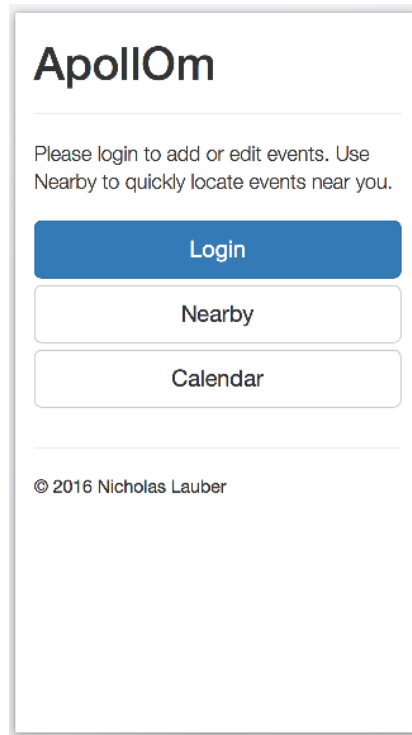 ApollOm
Please login to add or edit events. Use
Nearby to quickly locate events near you.
Login
Nearby
Calendar
© 2016 Nicholas Lauber